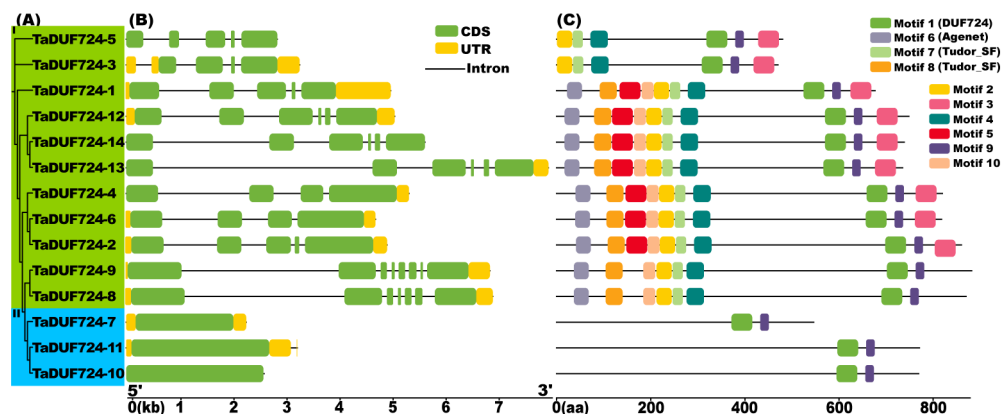 (A)
(B)
(C)
I
TaDUF724-5
TaDUF724-3
TaDUF724-1
TaDUF724-12
TaDUF724-14
TaDUF724-13
TaDUF724-4
TaDUF724-6
TaDUF724-2
TaDUF724-9
TaDUF724-8
II
TaDUF724-7
TaDUF724-11
TaDUF724-10
CDS
UTR
Intron
Motif 1 (DUF724)
Motif 6 (Agenet)
Motif 7 (Tudor_SF)
Motif 8 (Tudor_SF)
Motif 2
Motif 3
Motif 4
Motif 5
Motif 9
Motif 10
5' 3'
0(kb) 1 2 3 4 5 6 7
0(aa) 200 400 600 800